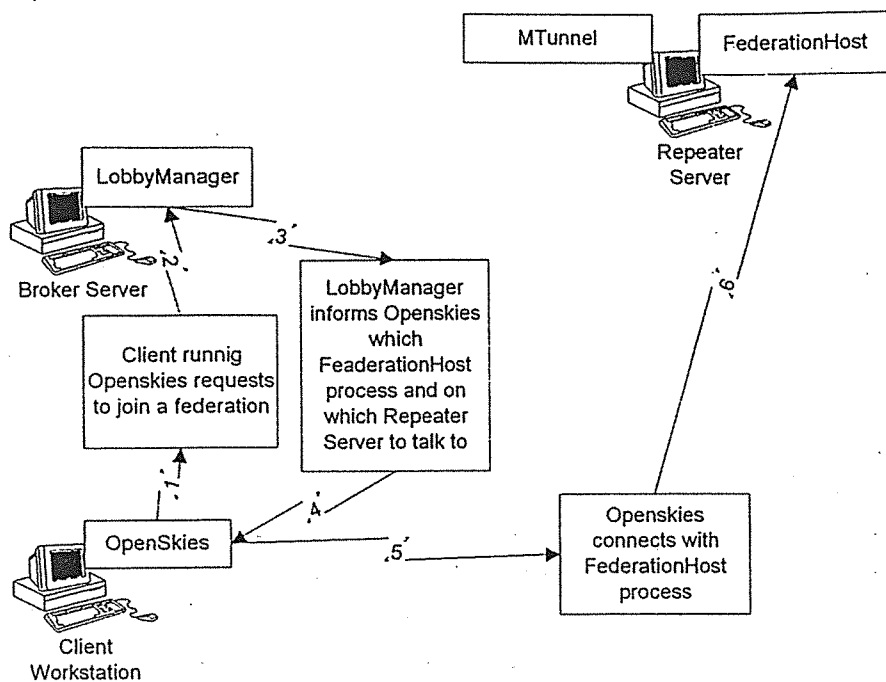 MTunnel
FederationHost
Repeater
Server
LobbyManager
Broker Server
.3'
.2'
LobbyManager
informs Openskies
which
FeaderationHost
process and on
which Repeater
Server to talk to
Client runnig
Openskies requests
to join a federation
.6'
.1'
.4'
OpenSkies
.5'
Openskies
connects with
FederationHost
process
Client
Workstation